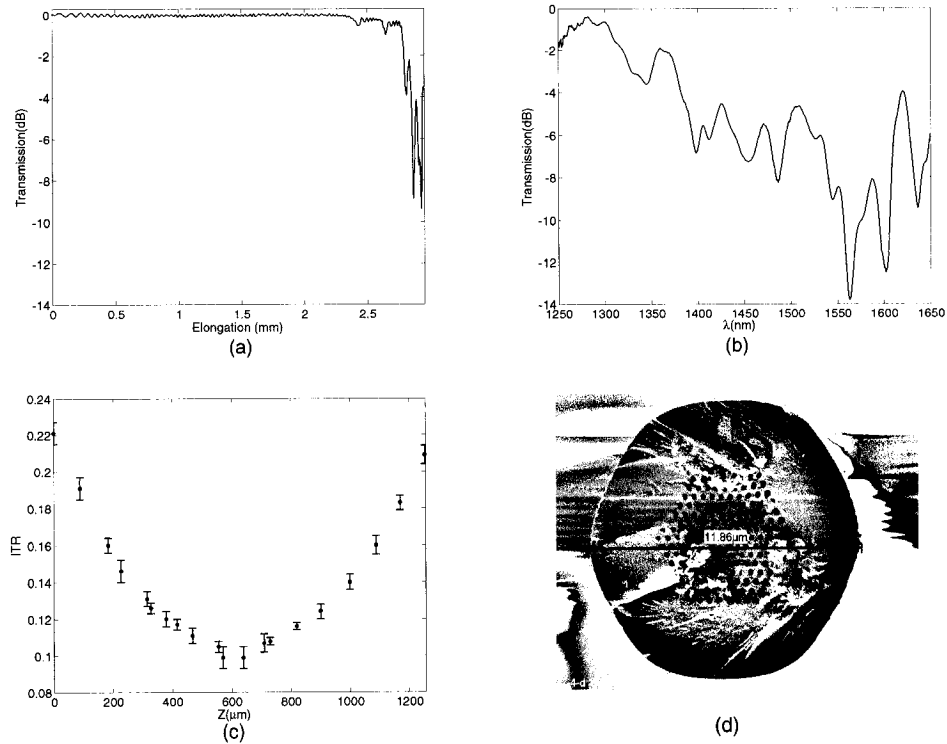 0
-2
-4
-6
-8
-10
-12
-14
Transmission(dB)
0 0.5 1 1.5 2 2.5
Elongation (mm)
(a)
0
-2
-4
-6
-8
-10
-12
-14
Transmission(dB)
1250 1300 1350 1400 1450 1500 1550 1600 1650
λ(nm)
(b)
0.24
0.22
0.2
0.18
0.16
0.14
0.12
0.1
0.08
ITR
0 200 400 600 800 1000 1200
Z(μm)
(c)
11.86μm
4-d
(d)